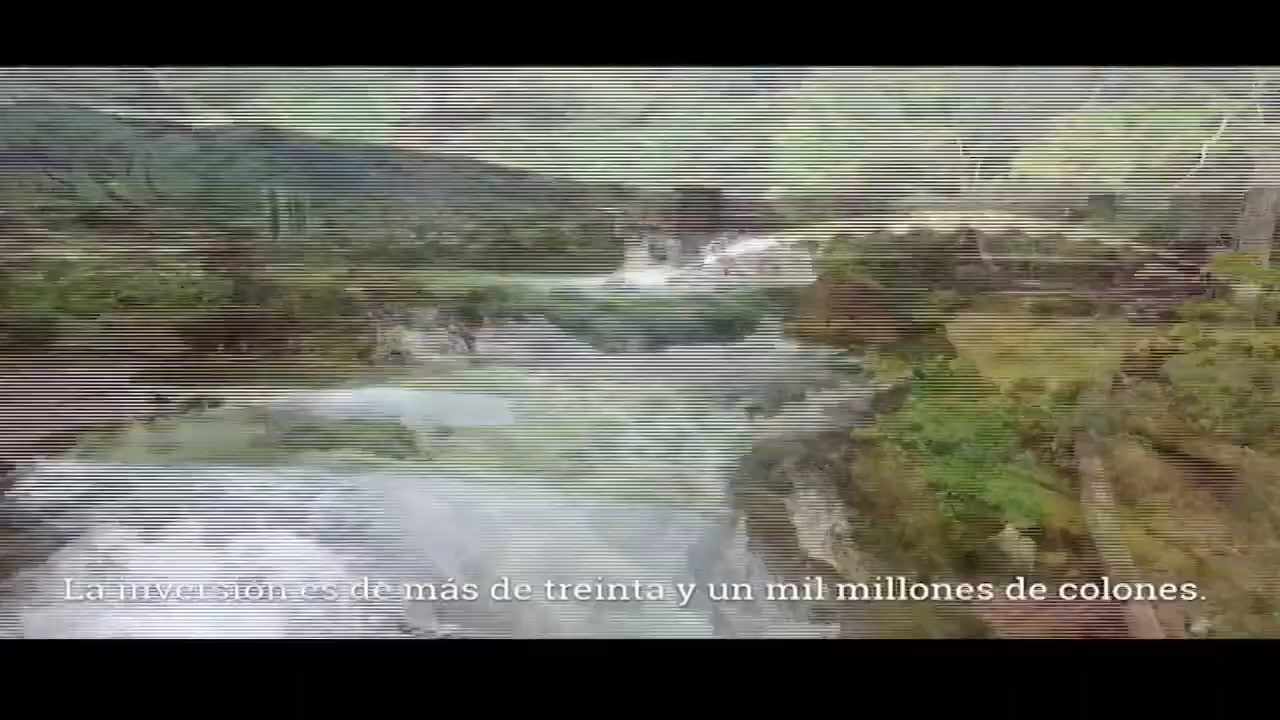 La inversión es de más de treinta y un mil millones de colones.